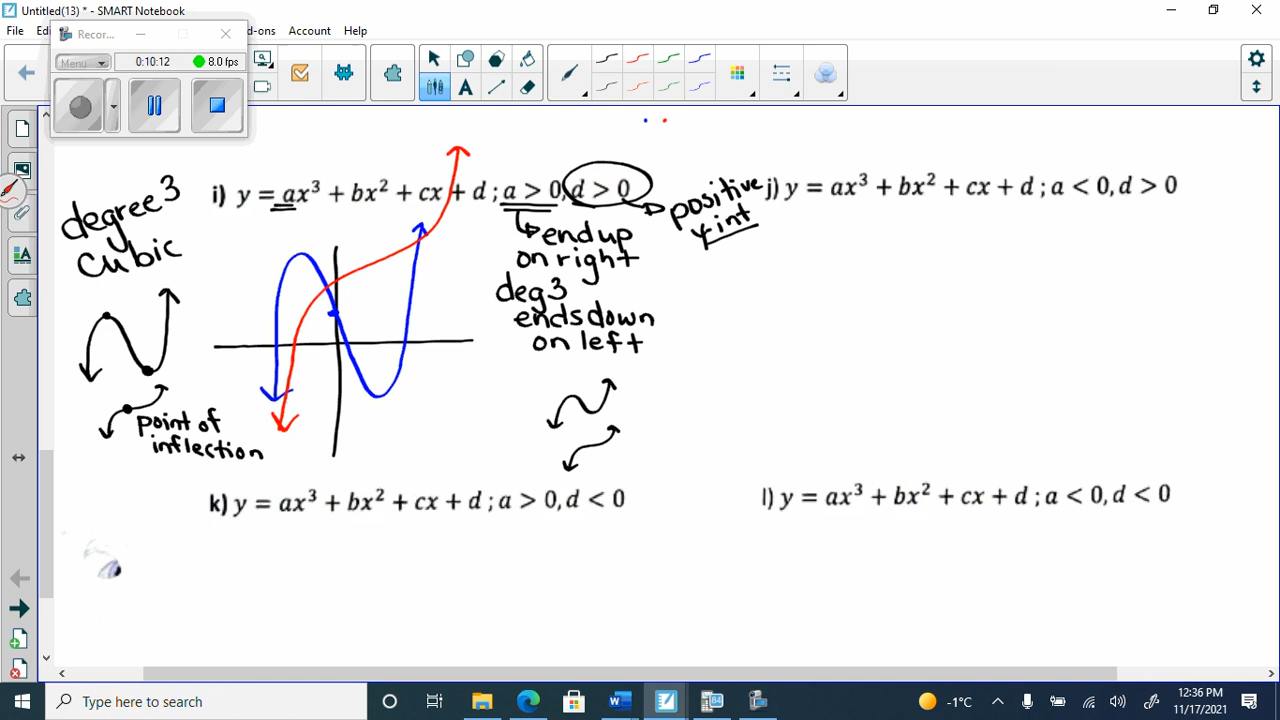 Untitled(13) * - SMART Notebook
File
Ed
d-ons
Account
Help
Recor...
Menu
0:10:12
8.0 fps
i) y = ax³ + bx² + cx + d ; a > 0, d > 0
positive
y int
end up
on right
deg 3
ends down
on left
degree 3
cubic
point of
inflection
j) y = ax³ + bx² + cx + d ; a < 0, d > 0
k) y = ax³ + bx² + cx + d ; a > 0, d < 0
l) y = ax³ + bx² + cx + d ; a < 0, d < 0
Type here to search
-1°C
12:36 PM
11/17/2021